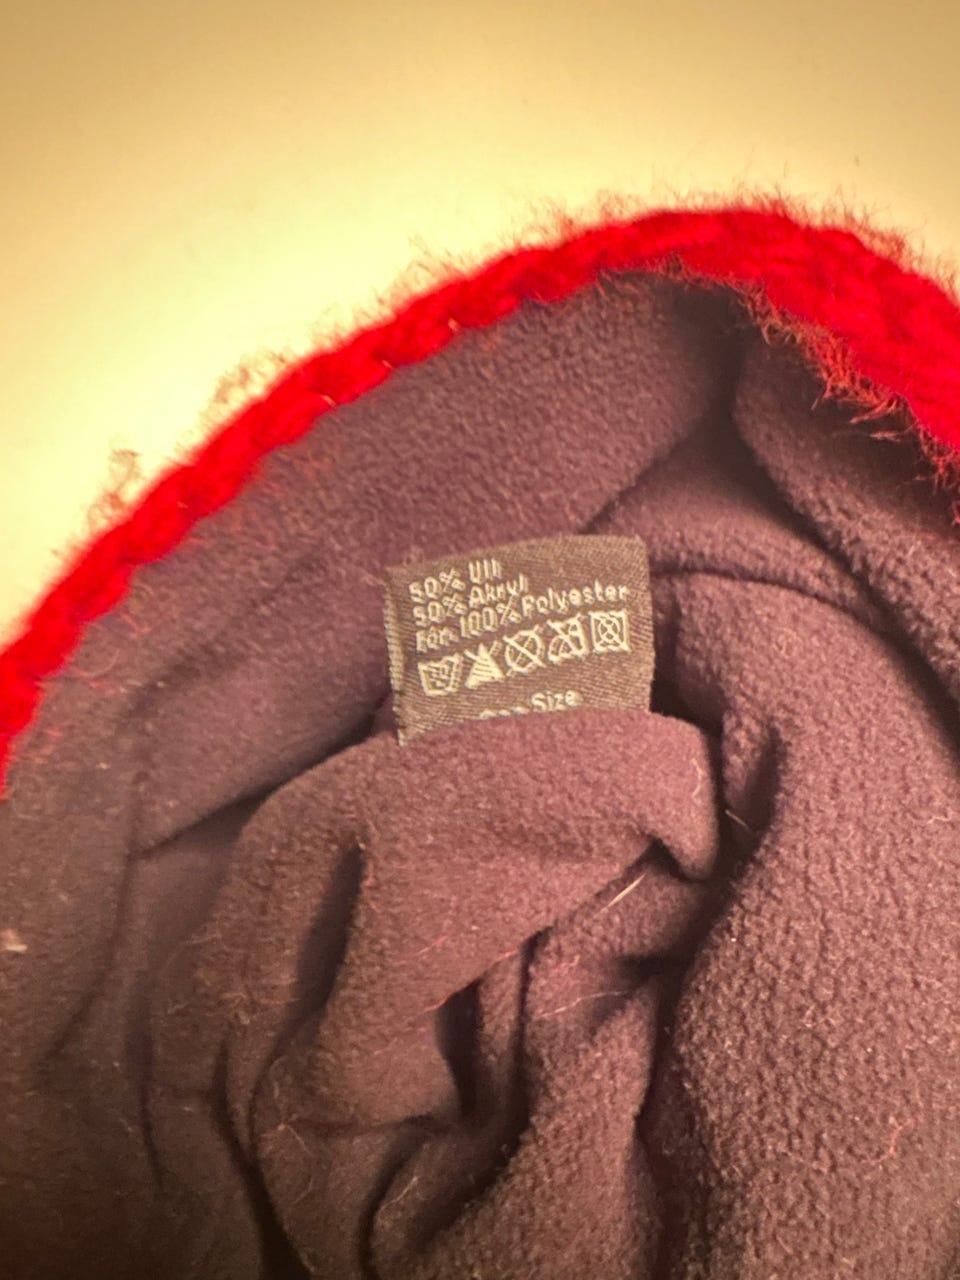 50% Ull
50% Akryl
Fôr: 100% Polyester
Size